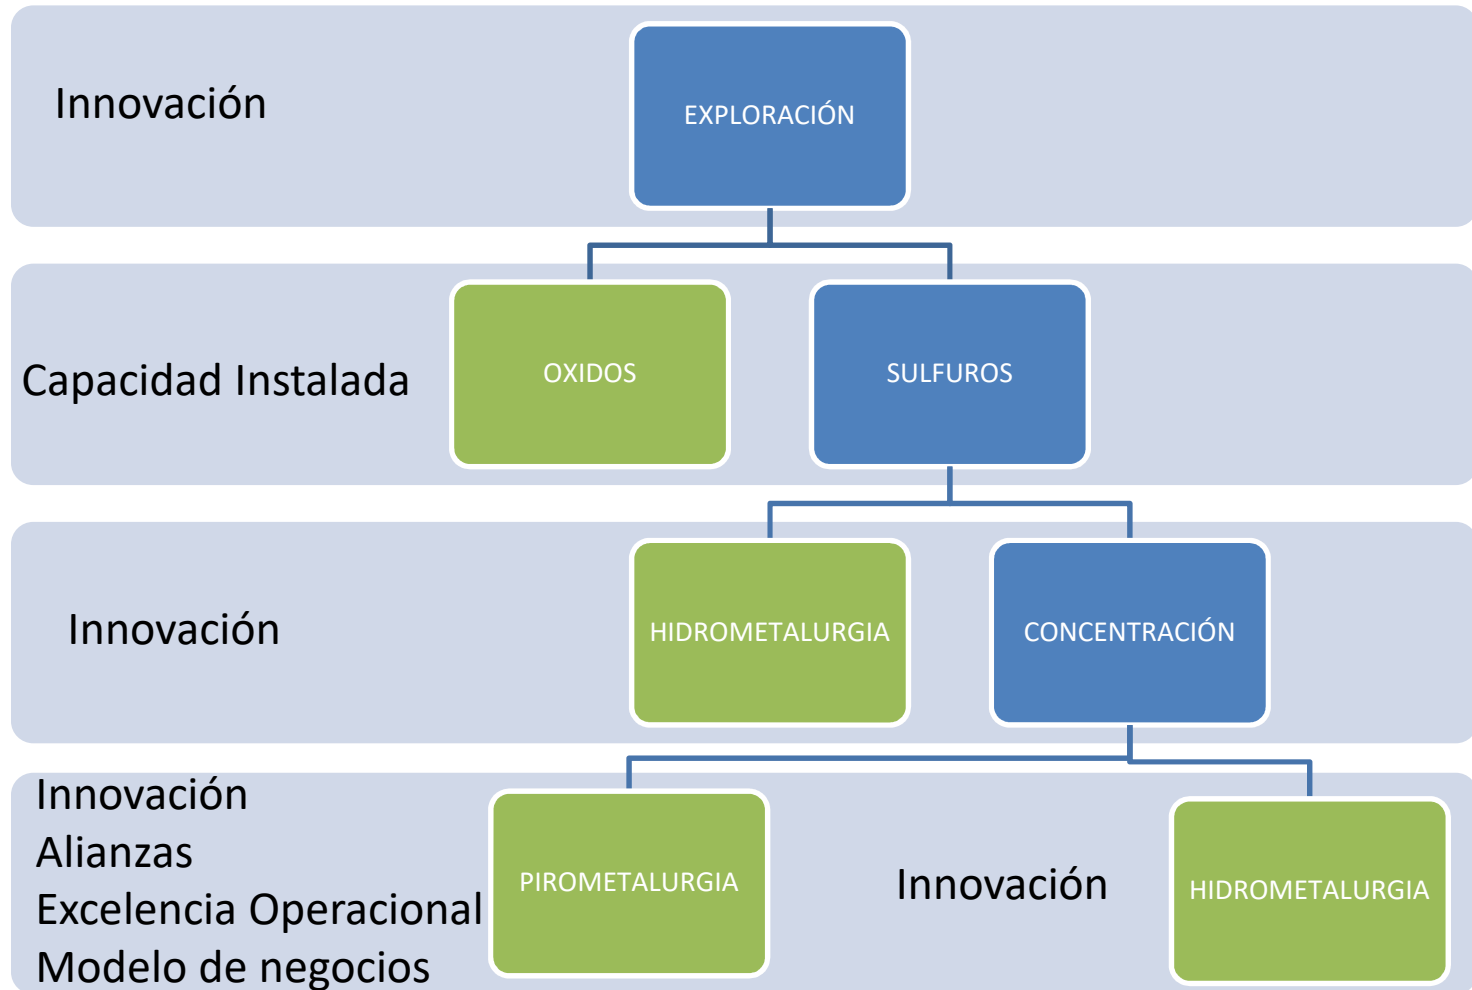 Innovación
EXPLORACIÓN
Capacidad Instalada
OXIDOS
SULFUROS
Innovación
HIDROMETALURGIA
CONCENTRACIÓN
Innovación
Alianzas
Excelencia Operacional
Modelo de negocios
PIROMETALURGIA
Innovación
HIDROMETALURGIA